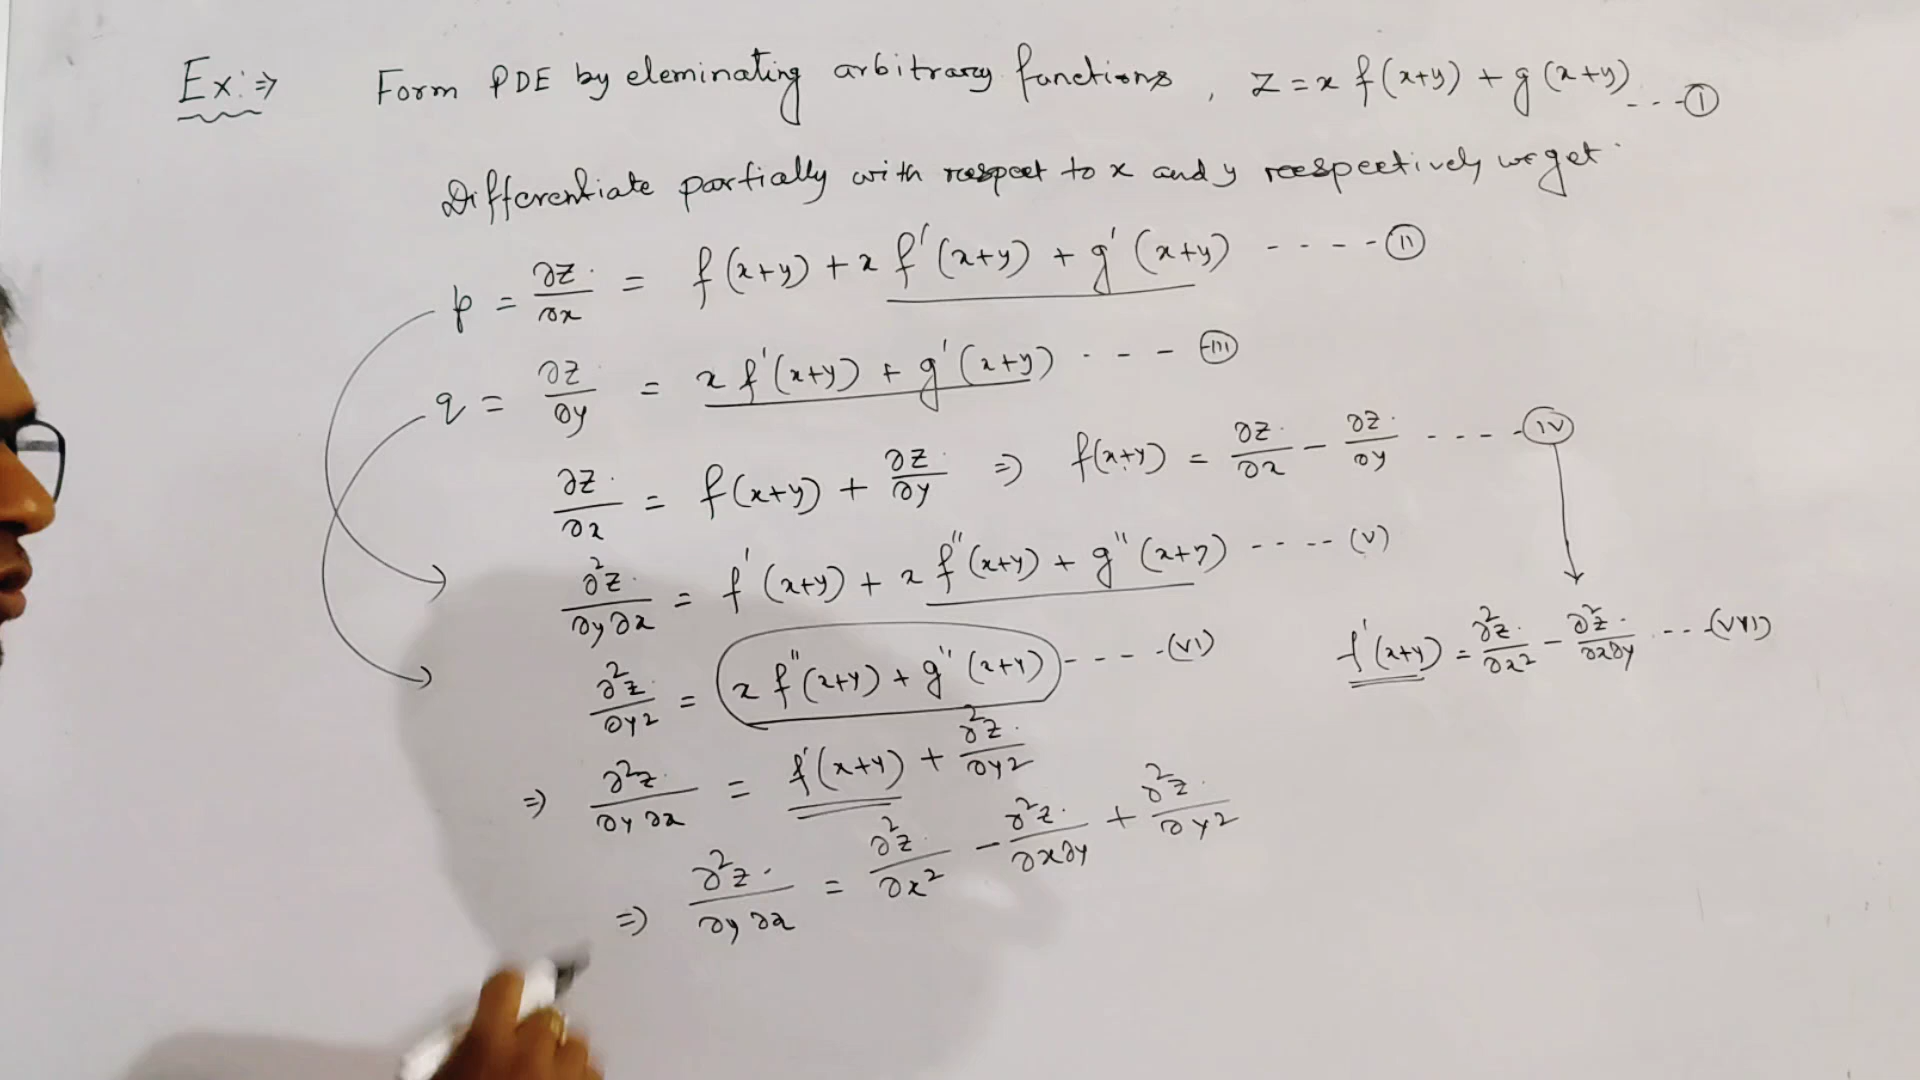 Ex:⇒ Form PDE by eleminating arbitrary functions, z = x f(x+y) + g(x+y) --- (I)
Differentiate partially with respect to x and y respectively we get.
p = ∂z/∂x = f(x+y) + x f'(x+y) + g'(x+y) ----- (II)
q = ∂z/∂y = x f'(x+y) + g'(x+y) --- (III)
∂z/∂x = f(x+y) + ∂z/∂y ⇒ f(x+y) = ∂z/∂x - ∂z/∂y ---- (IV)
∂²z/∂y∂x = f'(x+y) + x f''(x+y) + g''(x+y) ---- (V)
∂²z/∂y² = x f''(x+y) + g''(x+y) ---- (VI)
f'(x+y) = ∂²z/∂x² - ∂²z/∂x∂y --- (VVI)
⇒ ∂²z/∂y∂x = f'(x+y) + ∂²z/∂y²
⇒ ∂²z/∂y∂x = ∂²z/∂x² - ∂²z/∂x∂y + ∂²z/∂y²